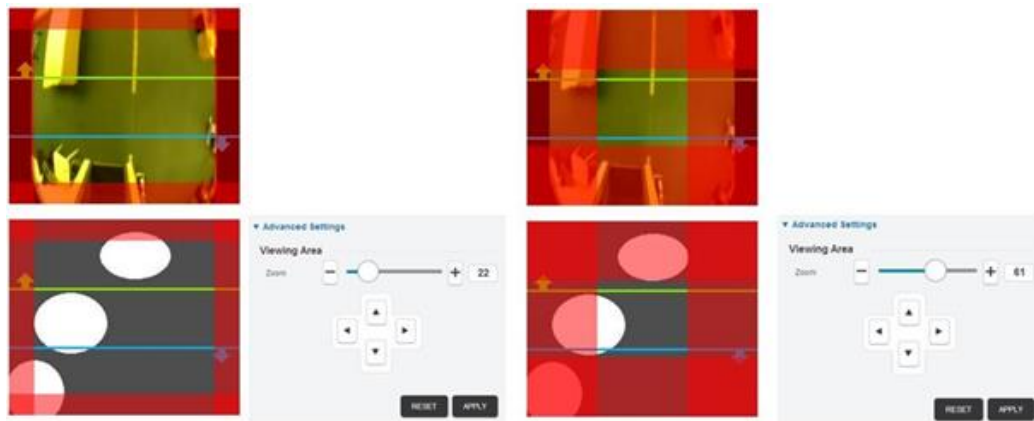 ▾ Advanced Settings
Viewing Area
Zoom − + 22
RESET APPLY
▾ Advanced Settings
Viewing Area
Zoom − + 61
RESET APPLY